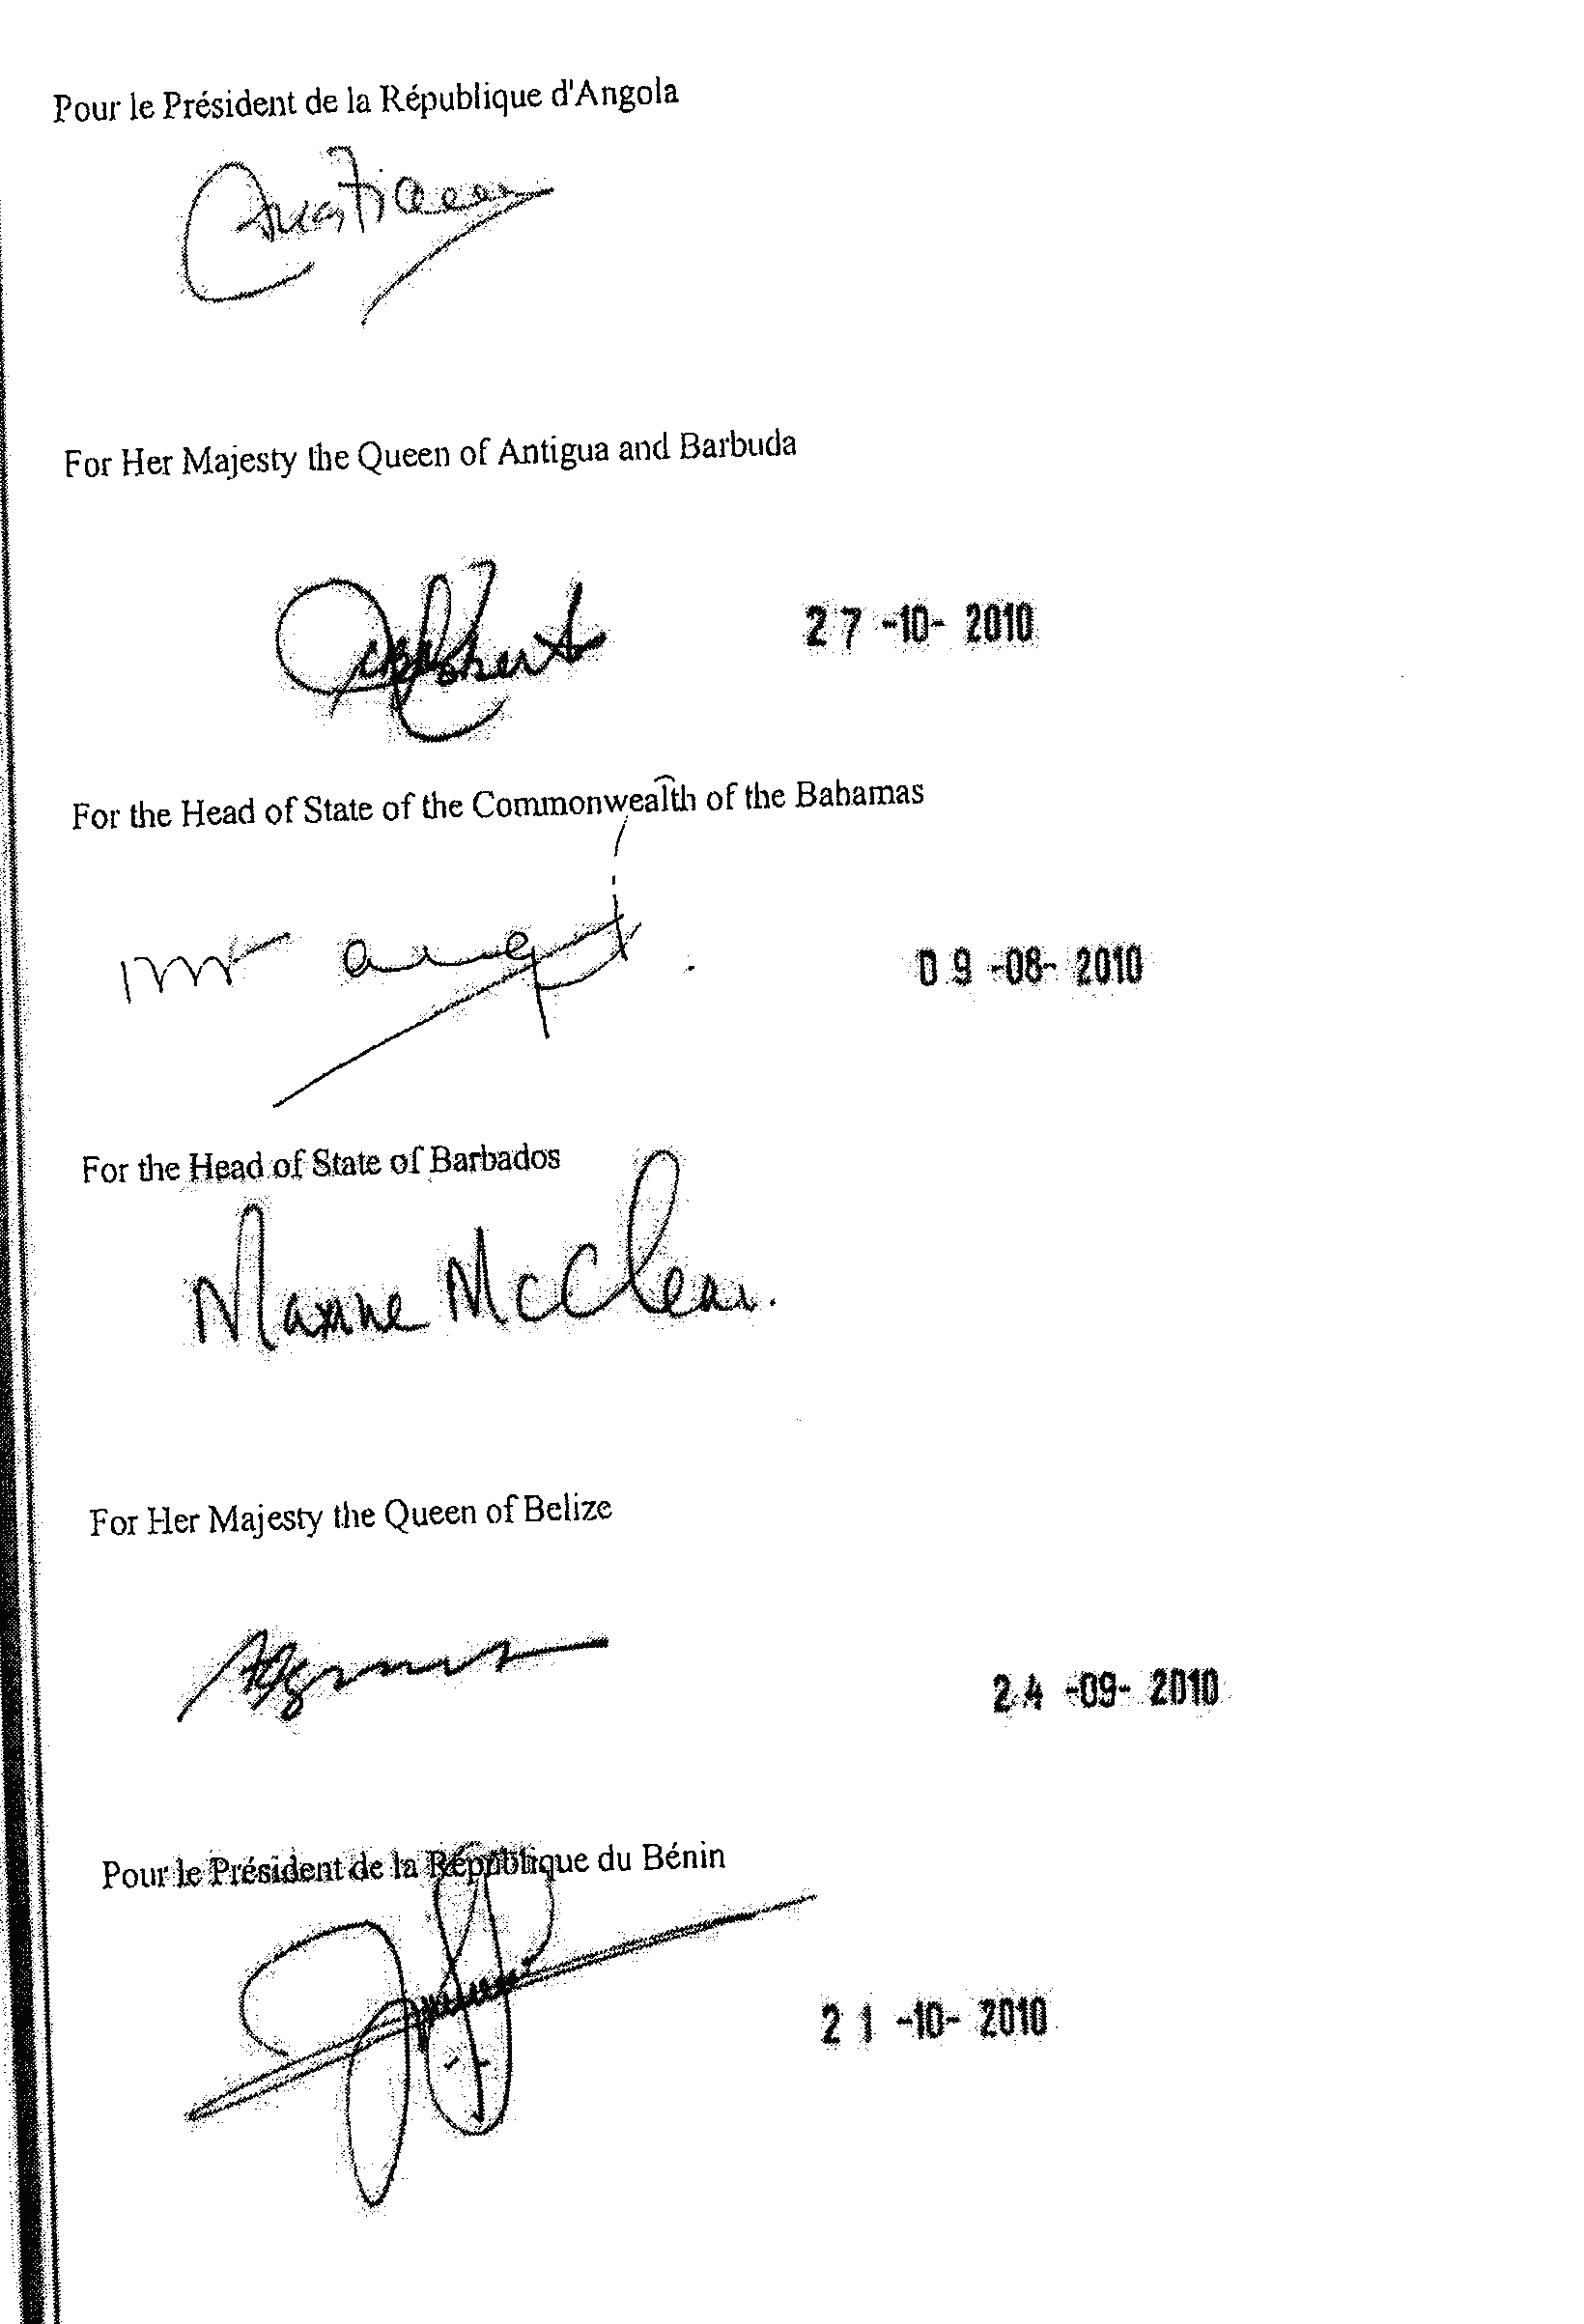 Pour le Président de la République d'Angola
For Her Majesty the Queen of Antigua and Barbuda
27 -10- 2010
For the Head of State of the Commonwealth of the Bahamas
09 -08- 2010
For the Head of State of Barbados
Maxine McClean.
For Her Majesty the Queen of Belize
24 -09- 2010
Pour le Président de la République du Bénin
21 -10- 2010